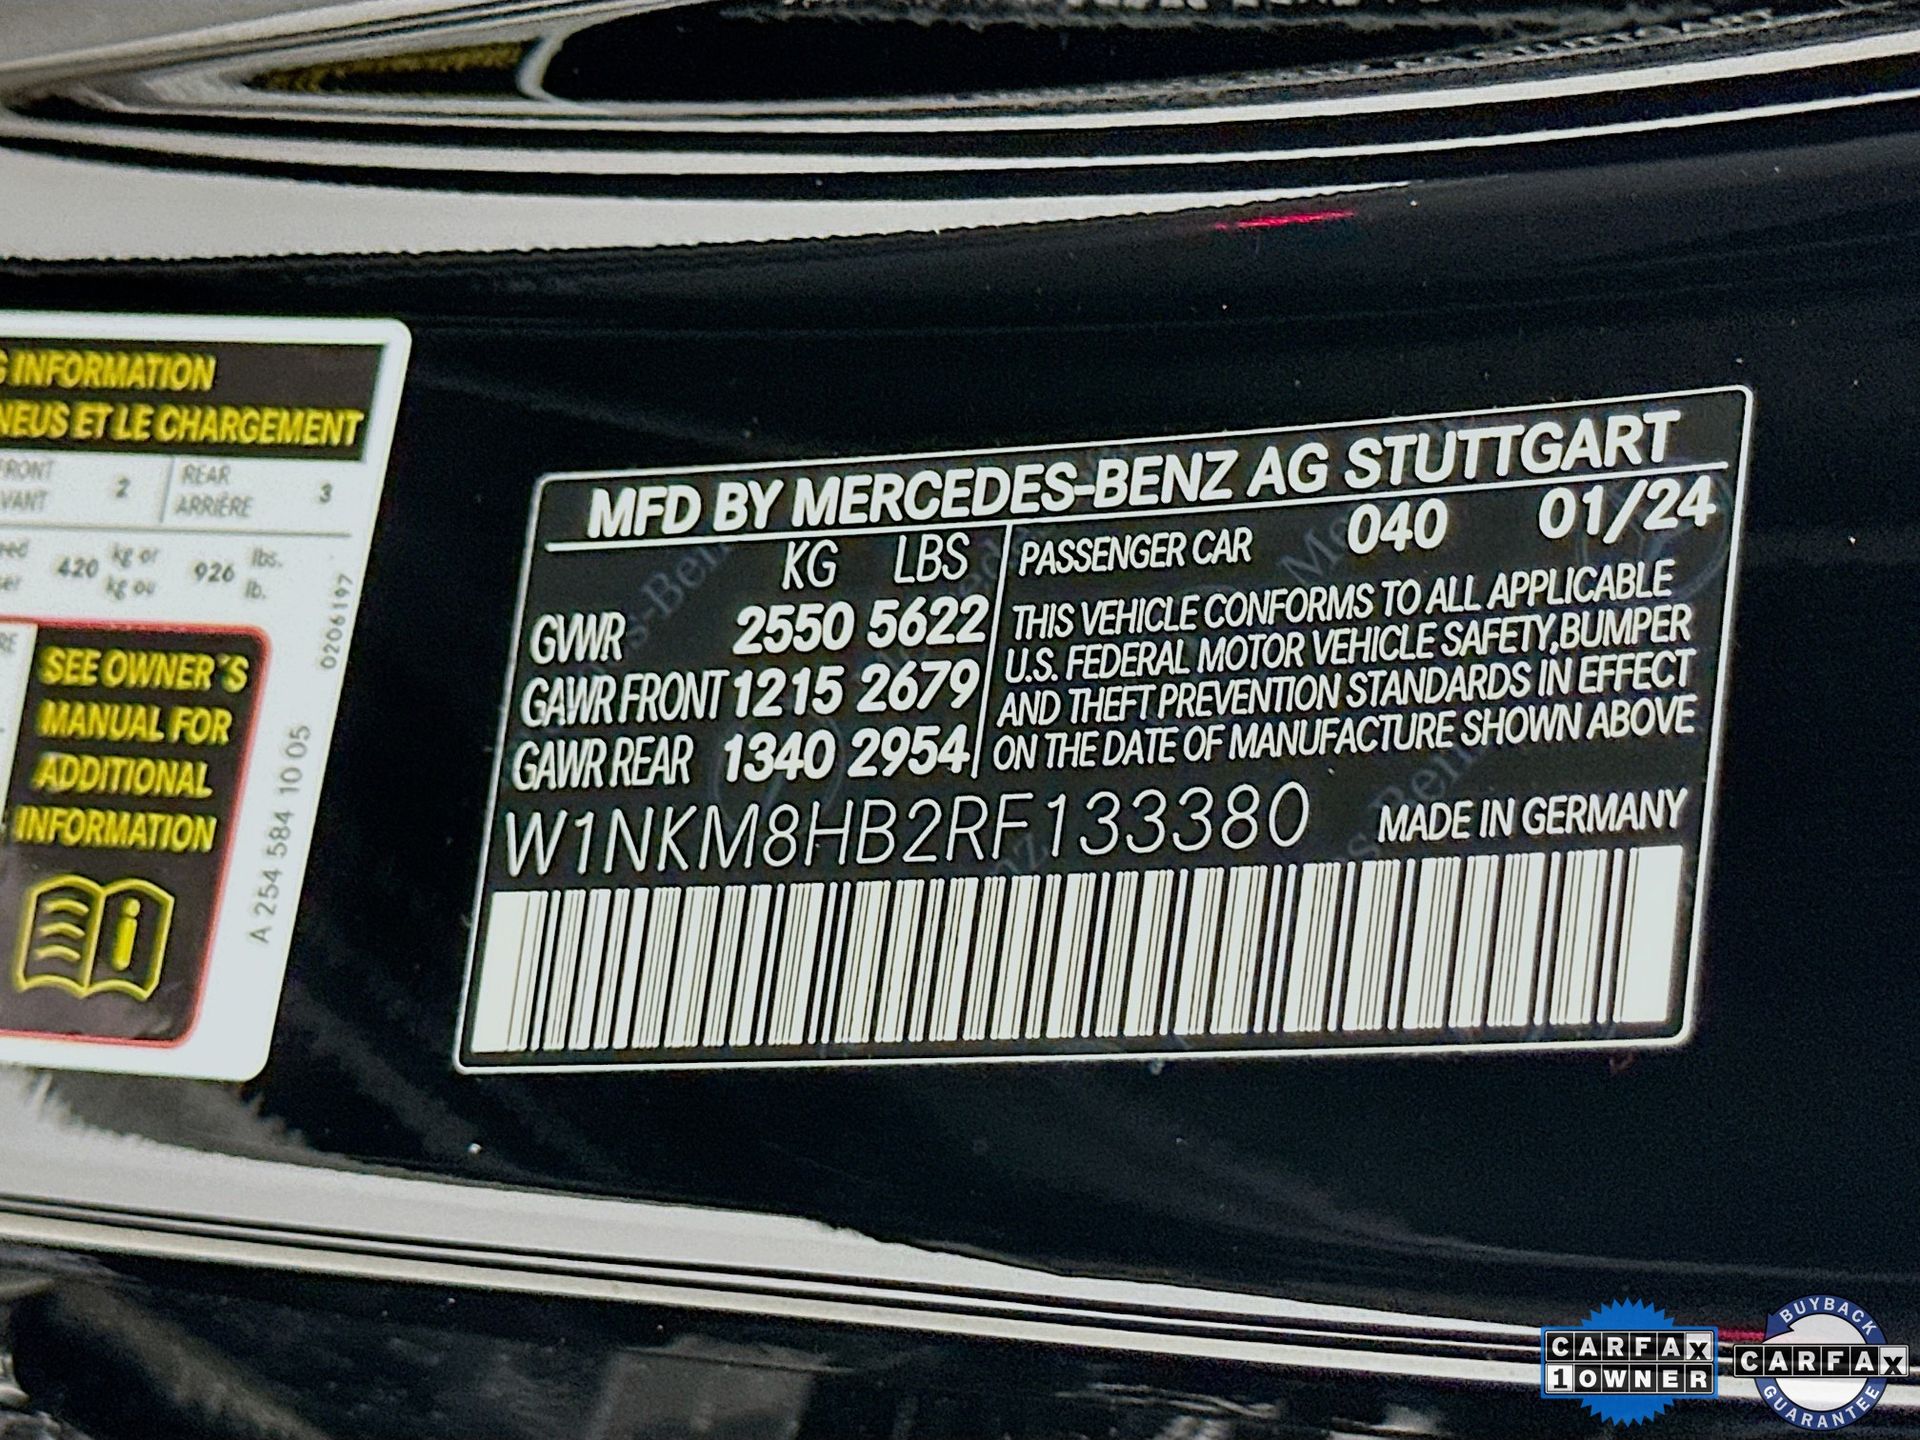 INFORMATION
NEUS ET LE CHARGEMENT
FRONT
VANT
2
REAR
ARRIÈRE
3
420 kg or
kg ou
926 lbs.
lb.
0206197
SEE OWNER´S
MANUAL FOR
ADDITIONAL
INFORMATION
A 254 584 10 05
MFD BY MERCEDES-BENZ AG STUTTGART
KG LBS
GVWR 2550 5622
GAWR FRONT 1215 2679
GAWR REAR 1340 2954
PASSENGER CAR 040 01/24
THIS VEHICLE CONFORMS TO ALL APPLICABLE
U.S. FEDERAL MOTOR VEHICLE SAFETY,BUMPER
AND THEFT PREVENTION STANDARDS IN EFFECT
ON THE DATE OF MANUFACTURE SHOWN ABOVE
W1NKM8HB2RF133380 MADE IN GERMANY
CARFAX
1 OWNER
BUYBACK
CARFAX
GUARANTEE